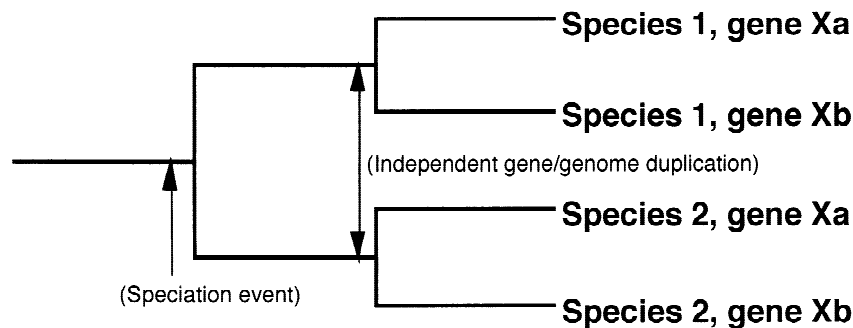 Species 1, gene Xa
Species 1, gene Xb
(Independent gene/genome duplication)
Species 2, gene Xa
(Speciation event)
Species 2, gene Xb